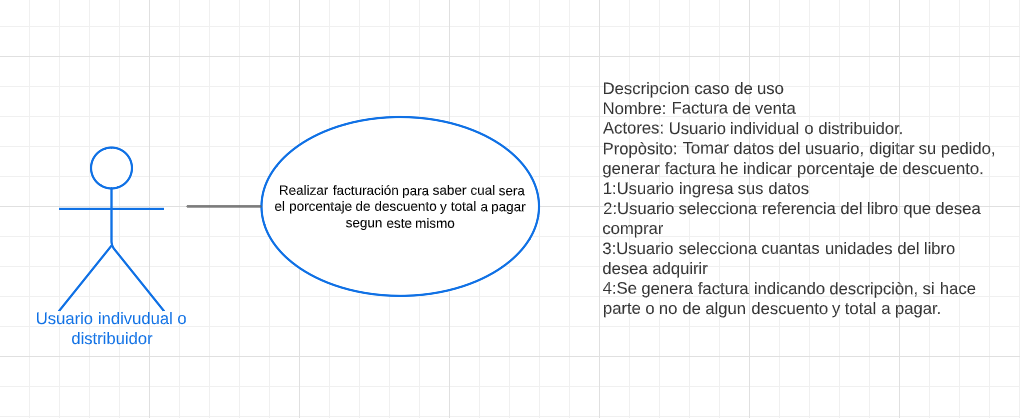 Realizar facturación para saber cual sera
el porcentaje de descuento y total a pagar
segun este mismo
Usuario indivudual o
distribuidor
Descripcion caso de uso
Nombre: Factura de venta
Actores: Usuario individual o distribuidor.
Propòsito: Tomar datos del usuario, digitar su pedido,
generar factura he indicar porcentaje de descuento.
1:Usuario ingresa sus datos
2:Usuario selecciona referencia del libro que desea
comprar
3:Usuario selecciona cuantas unidades del libro
desea adquirir
4:Se genera factura indicando descripciòn, si hace
parte o no de algun descuento y total a pagar.